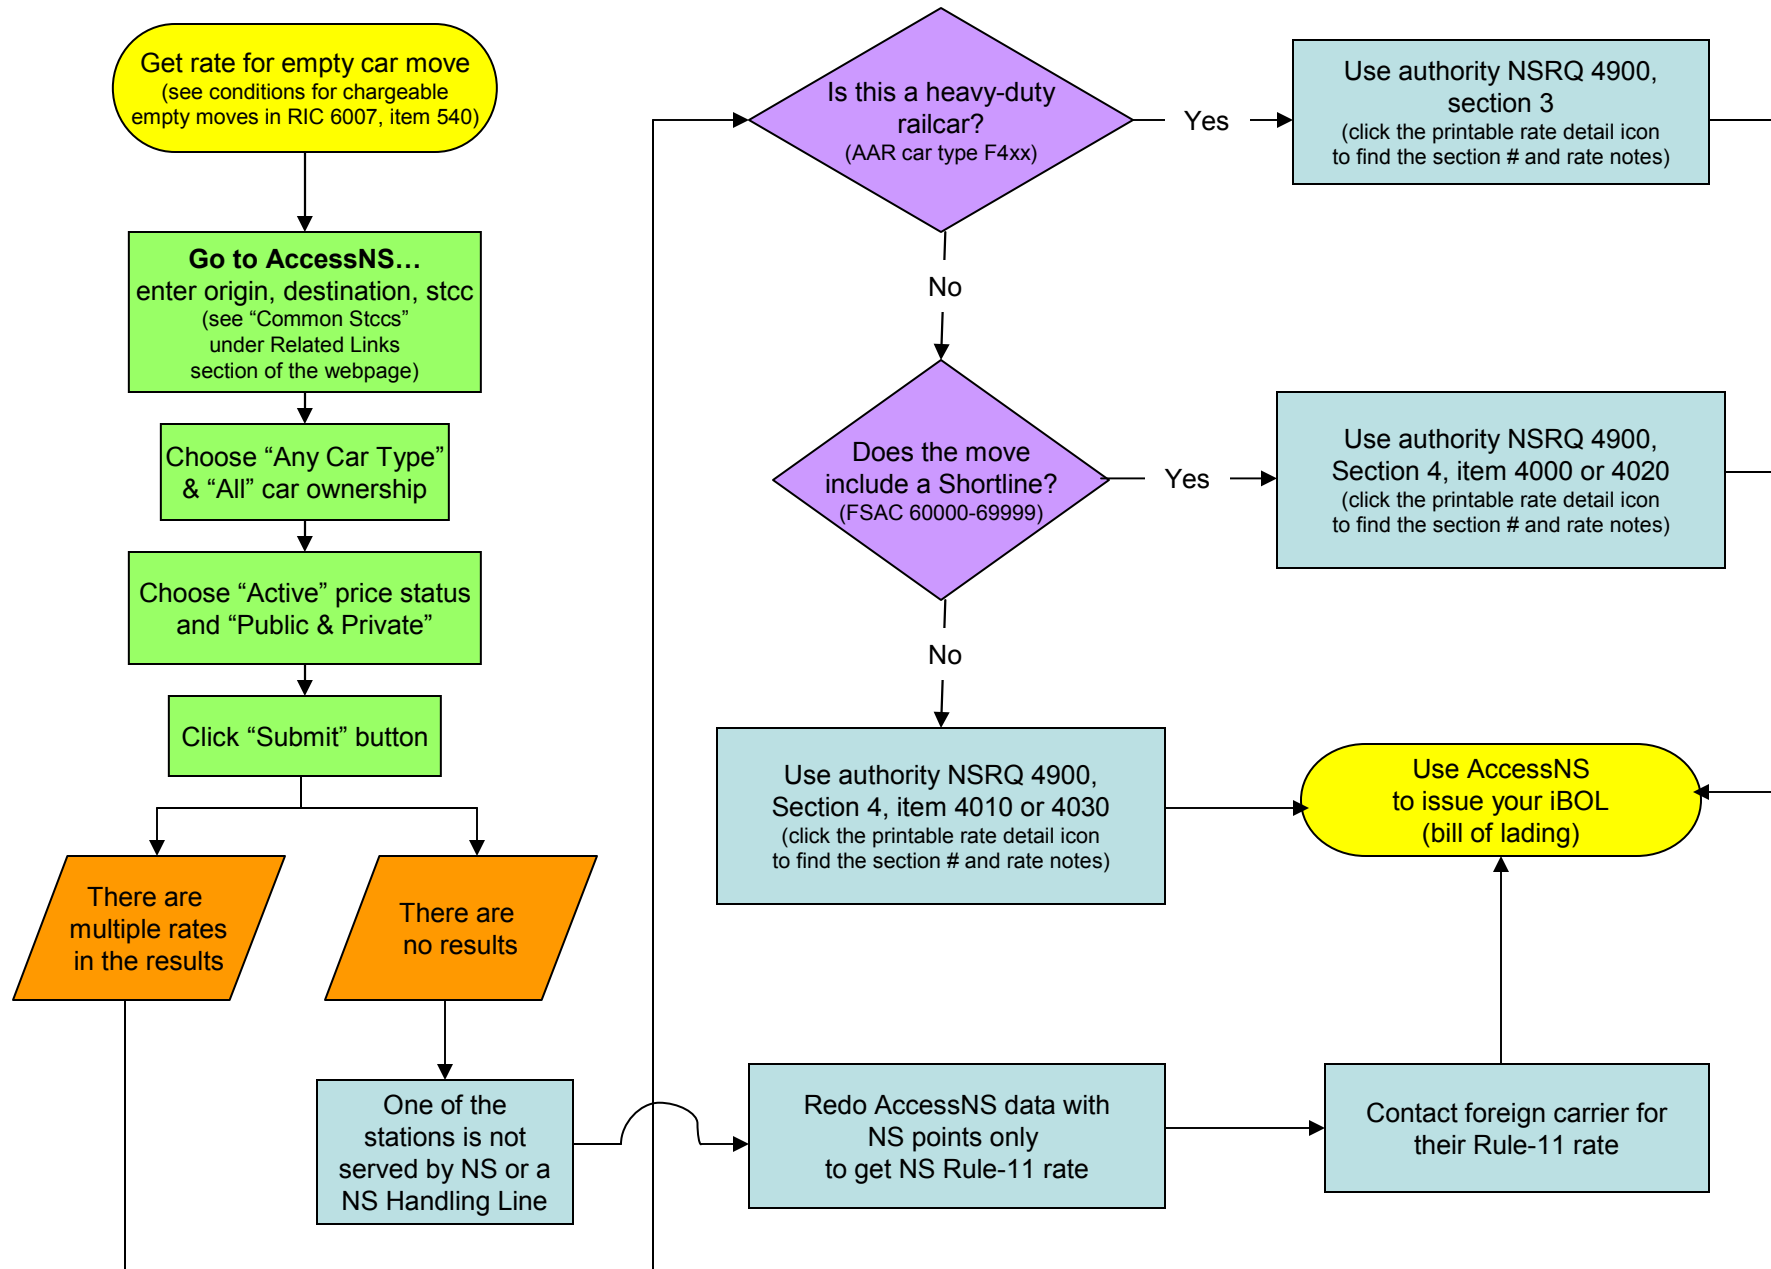 Get rate for empty car move
(see conditions for chargeable
empty moves in RIC 6007, item 540)
Go to AccessNS…
enter origin, destination, stcc
(see “Common Stccs”
under Related Links
section of the webpage)
Choose “Any Car Type”
& “All” car ownership
Choose “Active” price status
and “Public & Private”
Click “Submit” button
There are
multiple rates
in the results
There are
no results
One of the
stations is not
served by NS or a
NS Handling Line
Redo AccessNS data with
NS points only
to get NS Rule-11 rate
Contact foreign carrier for
their Rule-11 rate
Is this a heavy-duty
railcar?
(AAR car type F4xx)
Yes
Use authority NSRQ 4900,
section 3
(click the printable rate detail icon
to find the section # and rate notes)
No
Does the move
include a Shortline?
(FSAC 60000-69999)
Yes
Use authority NSRQ 4900,
Section 4, item 4000 or 4020
(click the printable rate detail icon
to find the section # and rate notes)
No
Use authority NSRQ 4900,
Section 4, item 4010 or 4030
(click the printable rate detail icon
to find the section # and rate notes)
Use AccessNS
to issue your iBOL
(bill of lading)